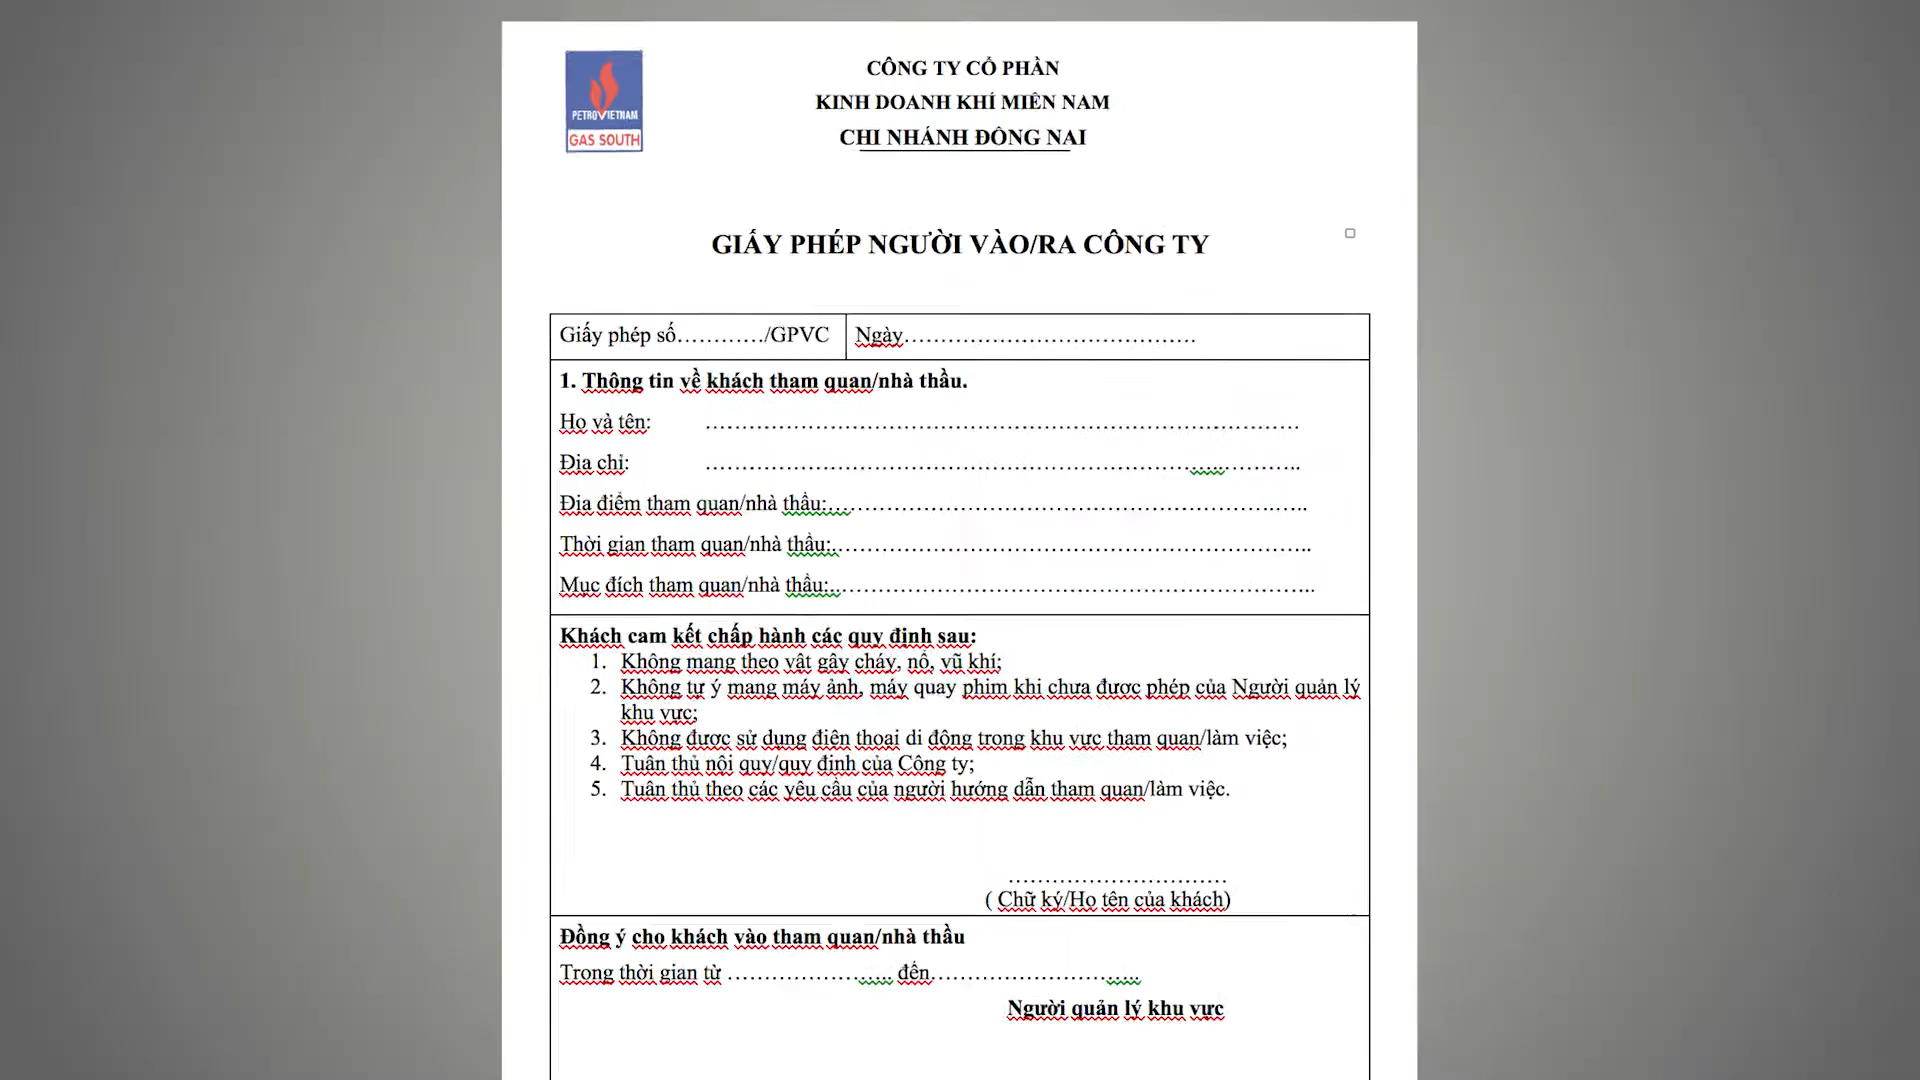 PETROVIETNAM
GAS SOUTH
CÔNG TY CỔ PHẦN
KINH DOANH KHÍ MIỀN NAM
CHI NHÁNH ĐỒNG NAI
GIẤY PHÉP NGƯỜI VÀO/RA CÔNG TY
Giấy phép số…………/GPVC
Ngày…………………………………
1. Thông tin về khách tham quan/nhà thầu.
Họ và tên: ………………………………………………………………………
Địa chỉ: ………………………………………………………………………..
Địa điểm tham quan/nhà thầu:………………………………………………………..
Thời gian tham quan/nhà thầu:………………………………………………………..
Mục đích tham quan/nhà thầu:………………………………………………………..
Khách cam kết chấp hành các quy định sau:
1. Không mang theo vật gây cháy, nổ, vũ khí;
2. Không tự ý mang máy ảnh, máy quay phim khi chưa được phép của Người quản lý
khu vực;
3. Không được sử dụng điện thoại di động trong khu vực tham quan/làm việc;
4. Tuân thủ nội quy/quy định của Công ty;
5. Tuân thủ theo các yêu cầu của người hướng dẫn tham quan/làm việc.
…………………………
( Chữ ký/Họ tên của khách)
Đồng ý cho khách vào tham quan/nhà thầu
Trong thời gian từ ………………….. đến………………………..
Người quản lý khu vực